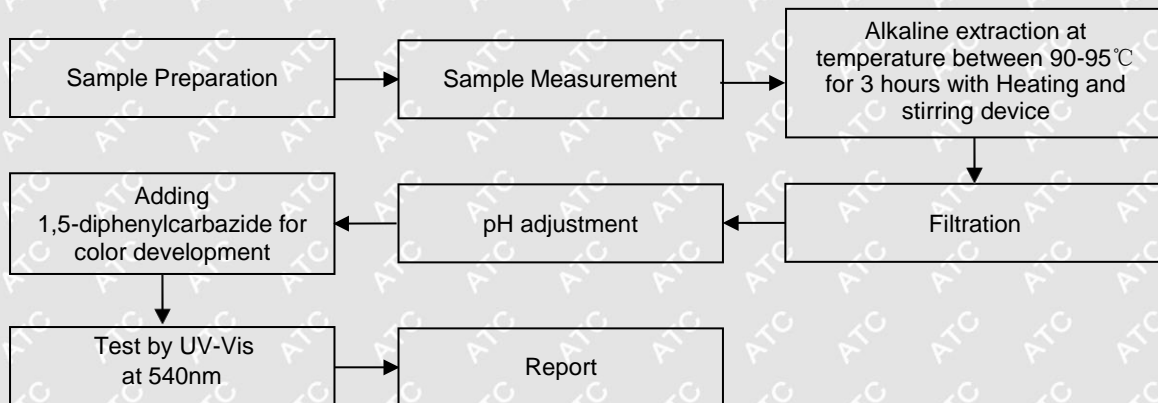 Sample Preparation
Sample Measurement
Alkaline extraction at
temperature between 90-95℃
for 3 hours with Heating and
stirring device
Filtration
pH adjustment
Adding
1,5-diphenylcarbazide for
color development
Test by UV-Vis
at 540nm
Report